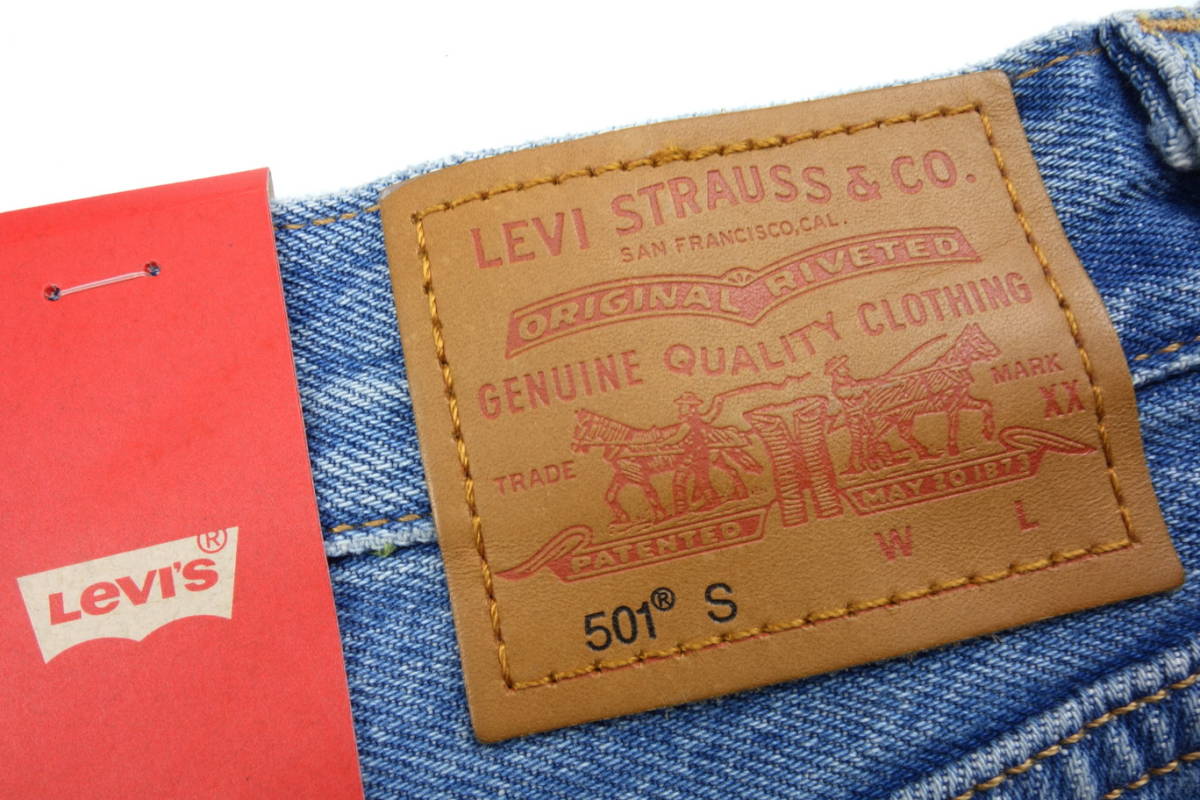 LEVI STRAUSS & CO.
SAN FRANCISCO, CAL.
ORIGINAL RIVETED
GENUINE QUALITY CLOTHING
TRADE MARK
XX
PATENTED MAY 20 1873
W L
501® S
LEVI'S®